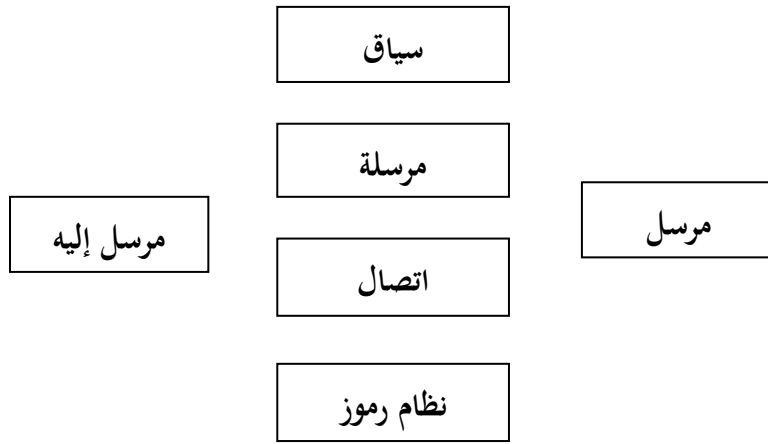 سياق
مرسلة
مرسل
مرسل إليه
اتصال
نظام رموز